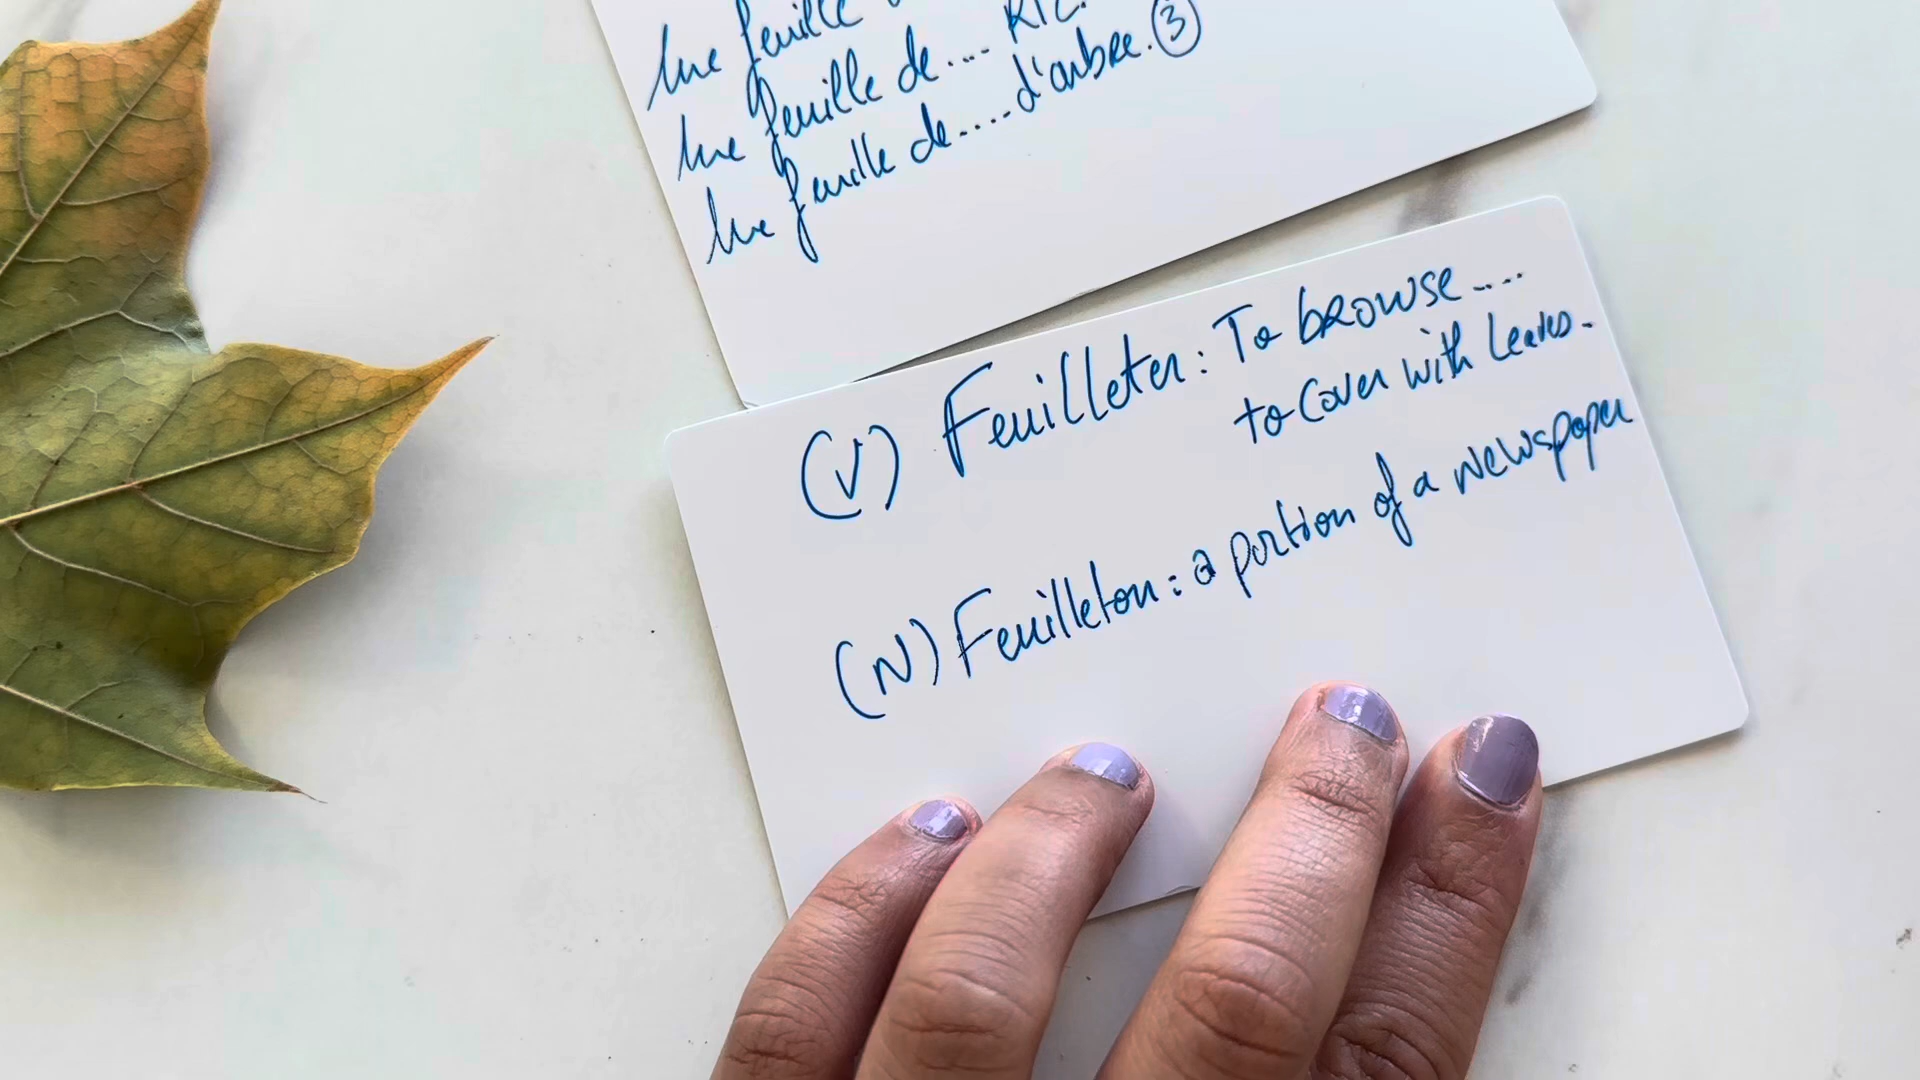 Une feuille
Une feuille de.... RIZ.
Une feuille de.... d'arbre. 3
(V) Feuilleter: To browse....
to cover with leaves.
(N) Feuilleton: a portion of a newspaper